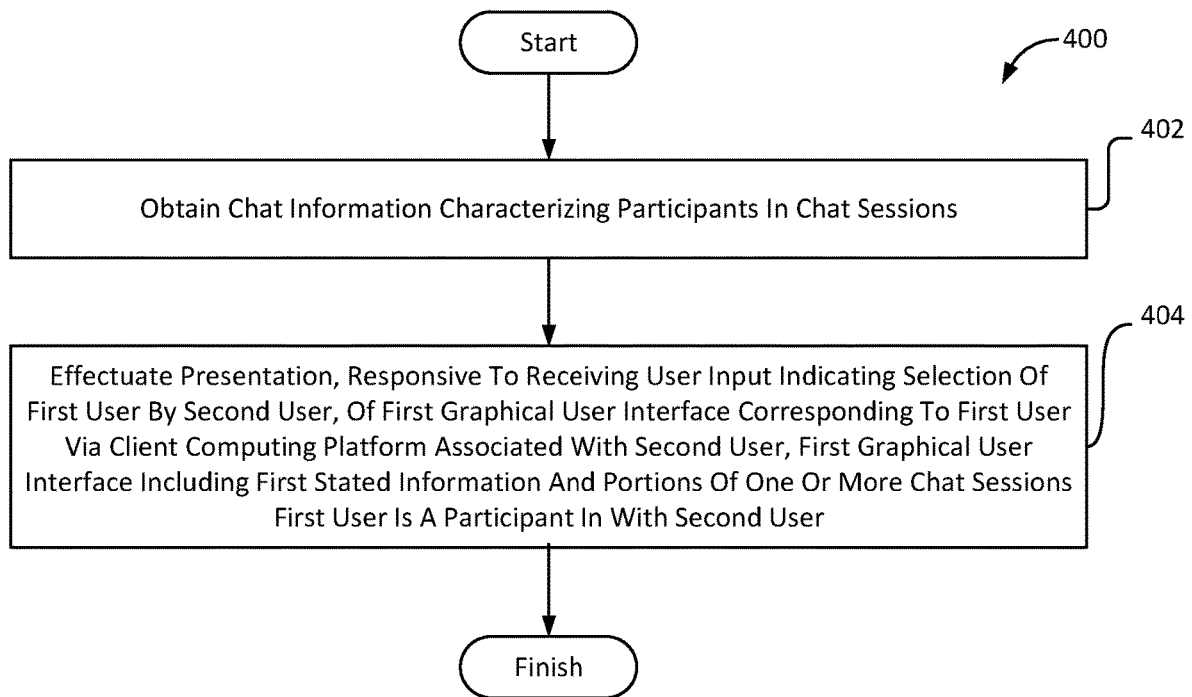 Start
400
402
Obtain Chat Information Characterizing Participants In Chat Sessions
404
Effectuate Presentation, Responsive To Receiving User Input Indicating Selection Of
First User By Second User, Of First Graphical User Interface Corresponding To First User
Via Client Computing Platform Associated With Second User, First Graphical User
Interface Including First Stated Information And Portions Of One Or More Chat Sessions
First User Is A Participant In With Second User
Finish